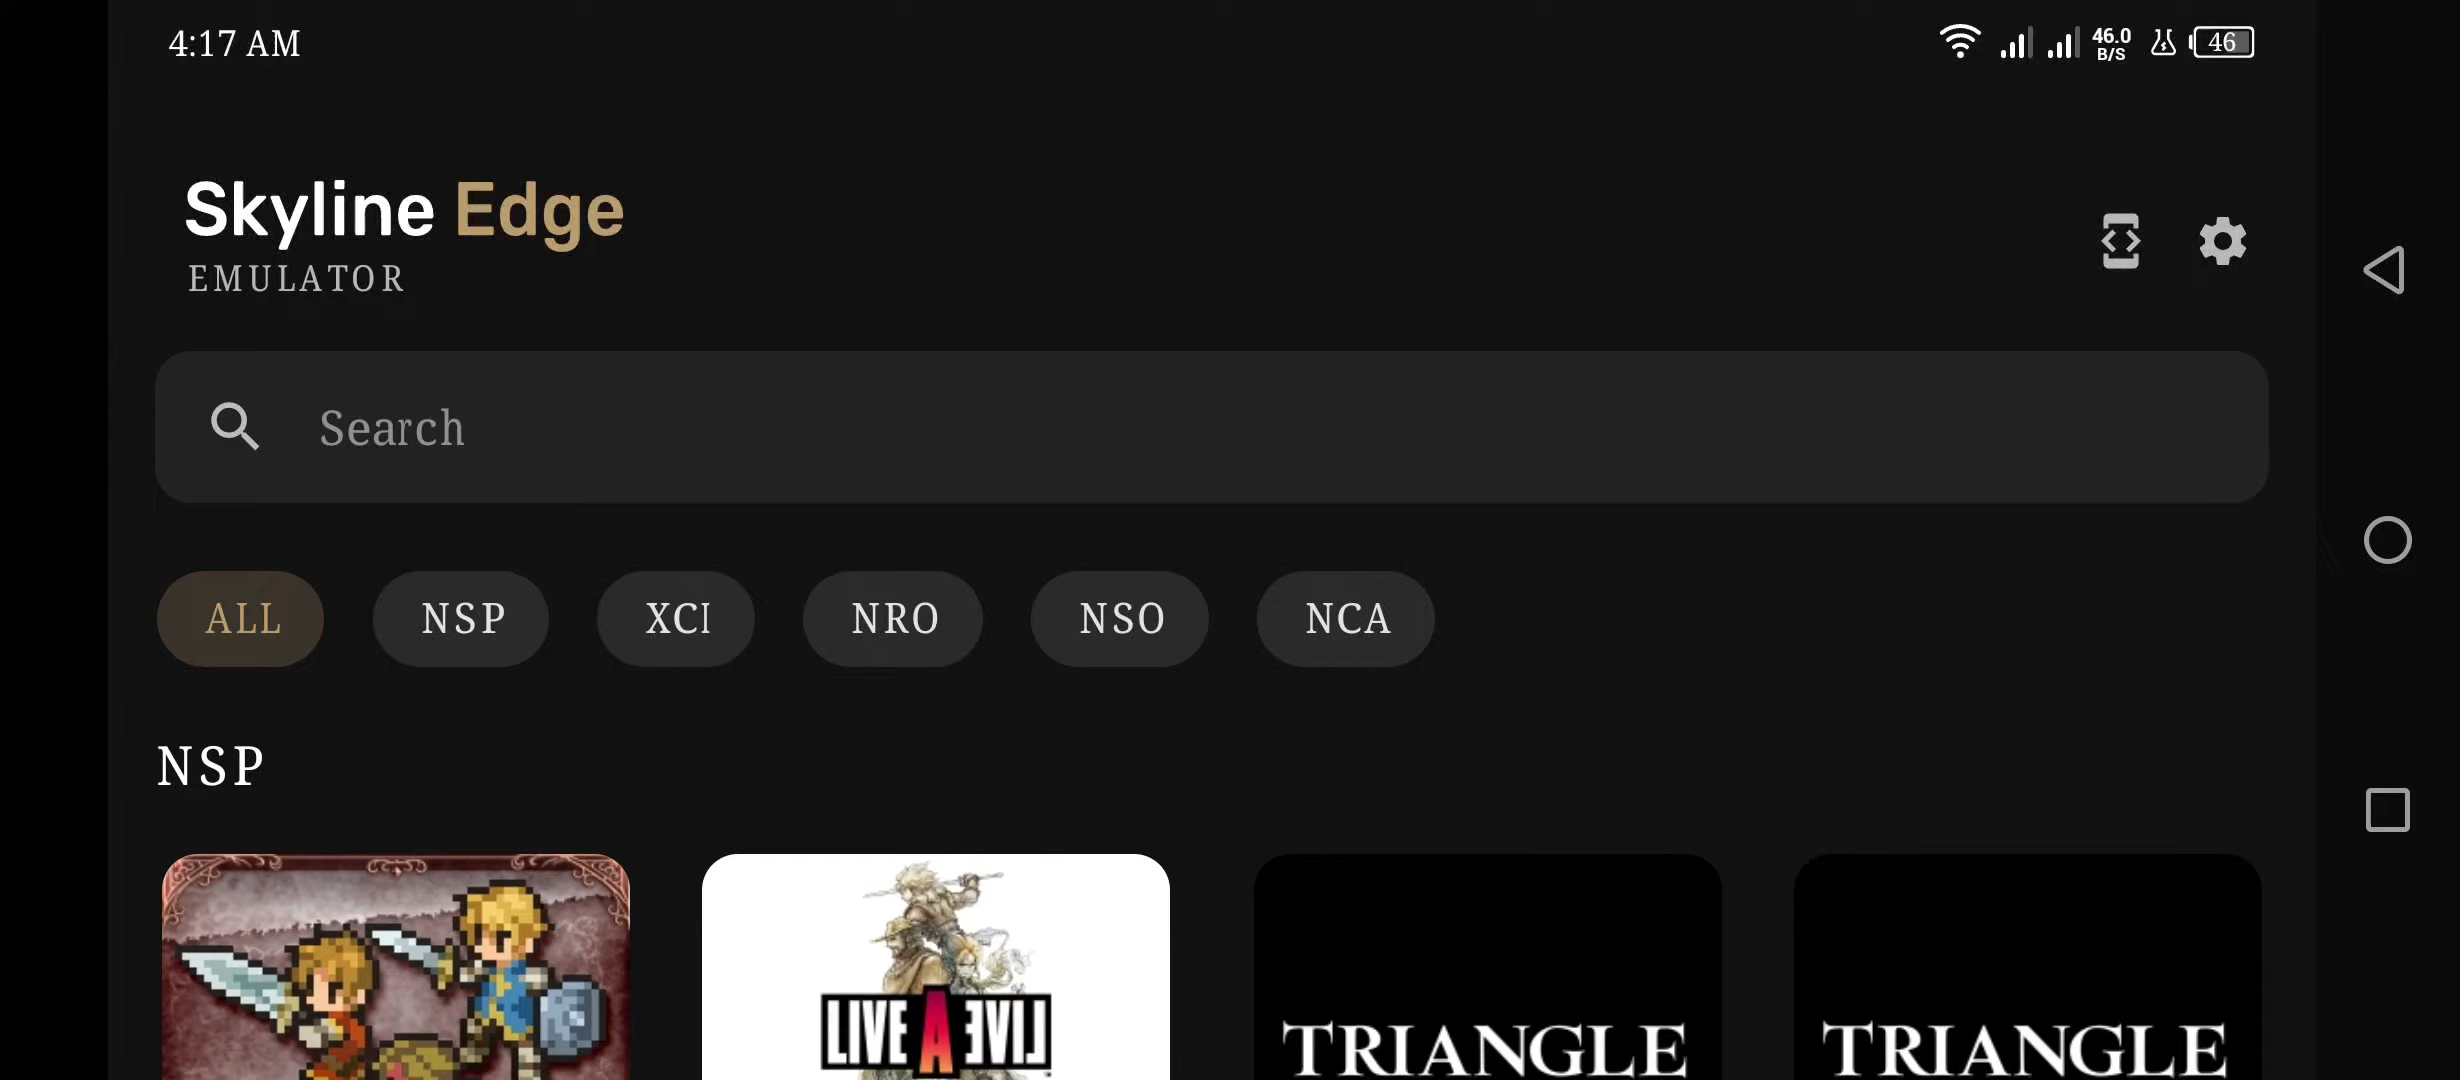 4:17 AM
46.0
B/S
46
Skyline Edge
EMULATOR
Search
ALL
NSP
XCI
NRO
NSO
NCA
NSP
LIVE A LIVE
TRIANGLE
TRIANGLE